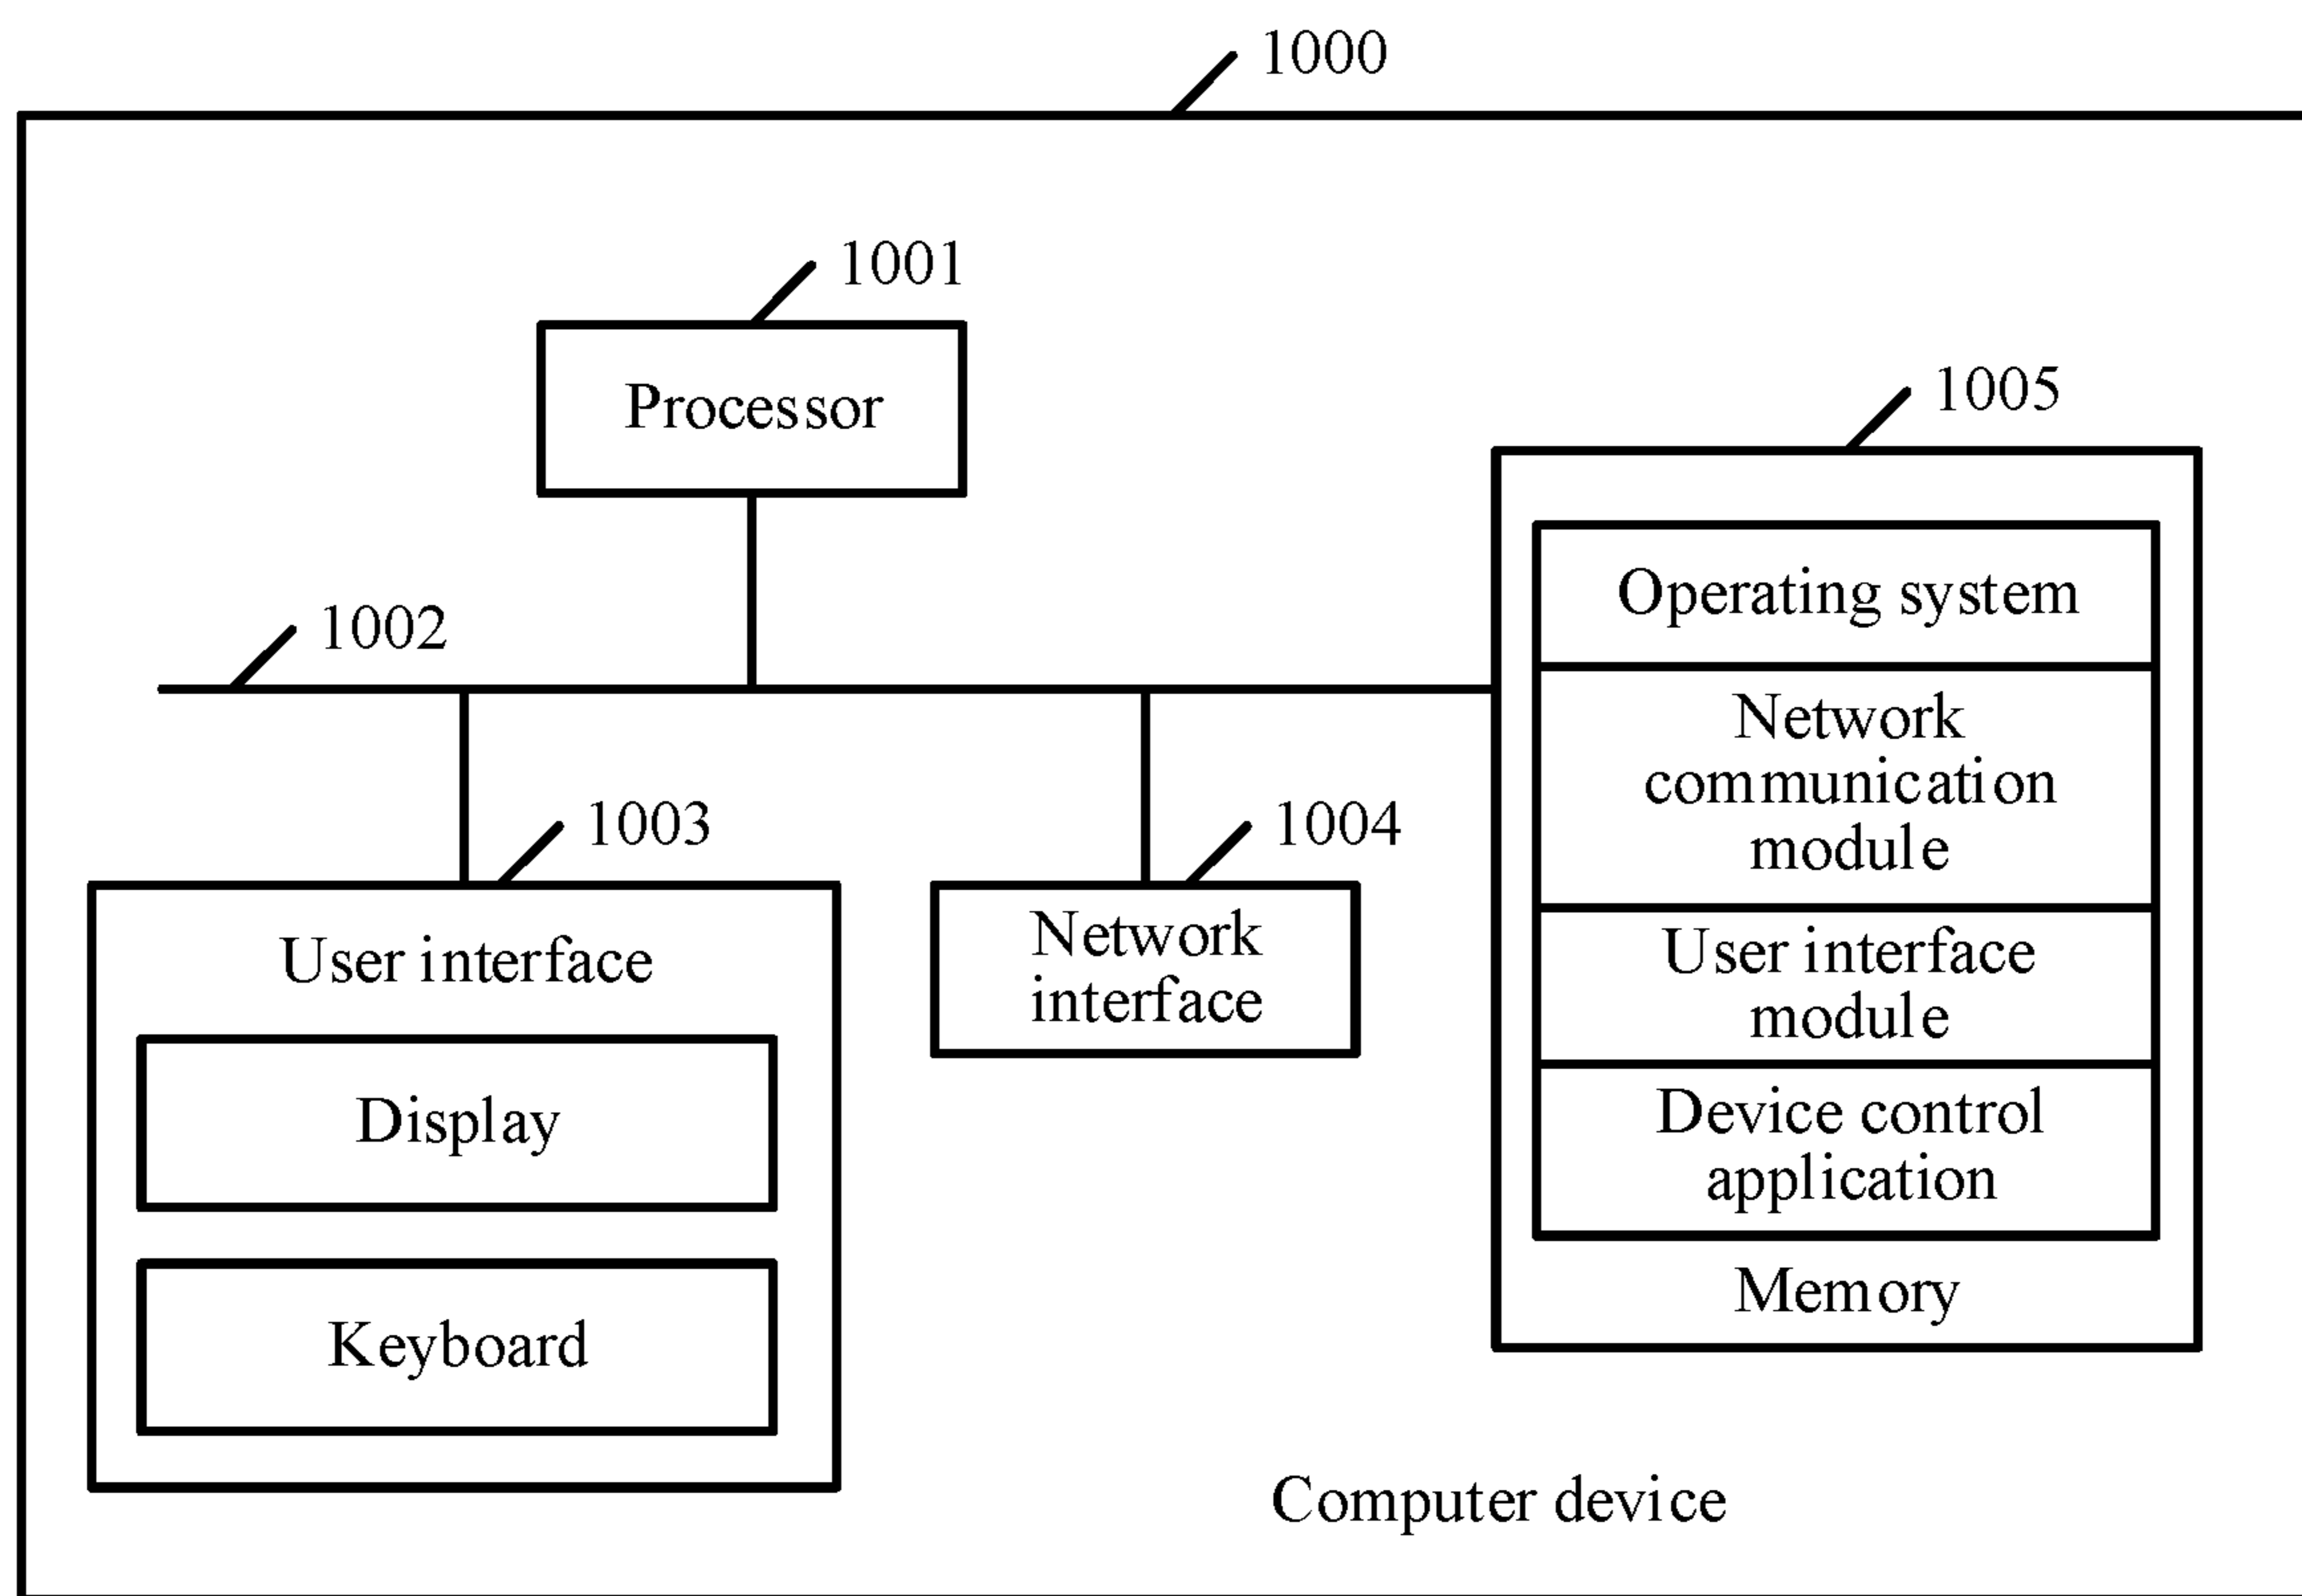 1000
1001
Processor
1005
Operating system
Network
communication
module
User interface
module
Device control
application
Memory
1002
1003
User interface
Display
Keyboard
1004
Network
interface
Computer device